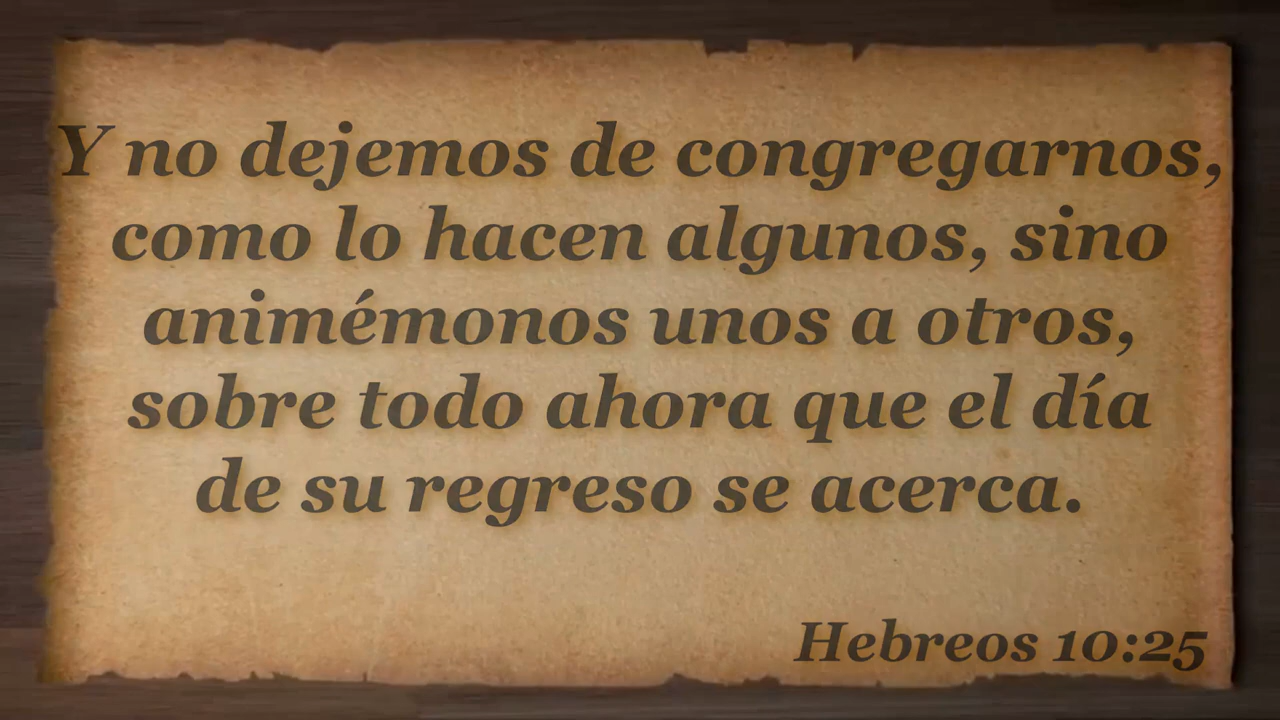 Y no dejemos de congregarnos,
como lo hacen algunos, sino
animémonos unos a otros,
sobre todo ahora que el día
de su regreso se acerca.
Hebreos 10:25